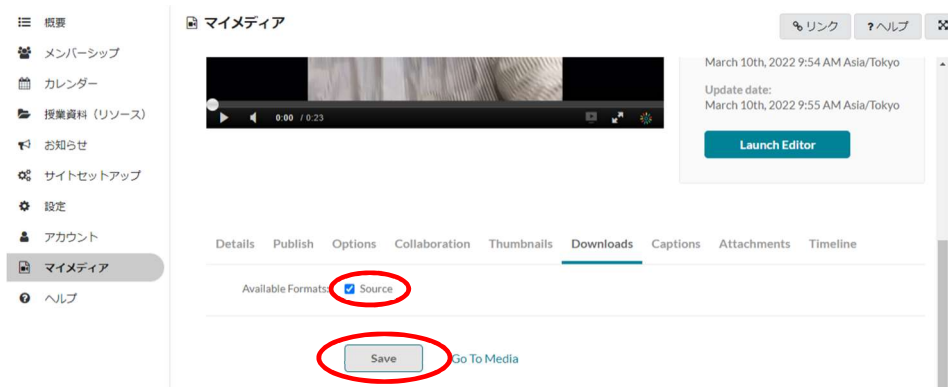 概要
メンバーシップ
カレンダー
授業資料（リソース）
お知らせ
サイトセットアップ
設定
アカウント
マイメディア
ヘルプ
マイメディア
リンク
?ヘルプ
March 10th, 2022 9:54 AM Asia/Tokyo
Update date:
March 10th, 2022 9:55 AM Asia/Tokyo
Launch Editor
0:00 / 0:23
Details Publish Options Collaboration Thumbnails Downloads Captions Attachments Timeline
Available Formats: Source
Save Go To Media